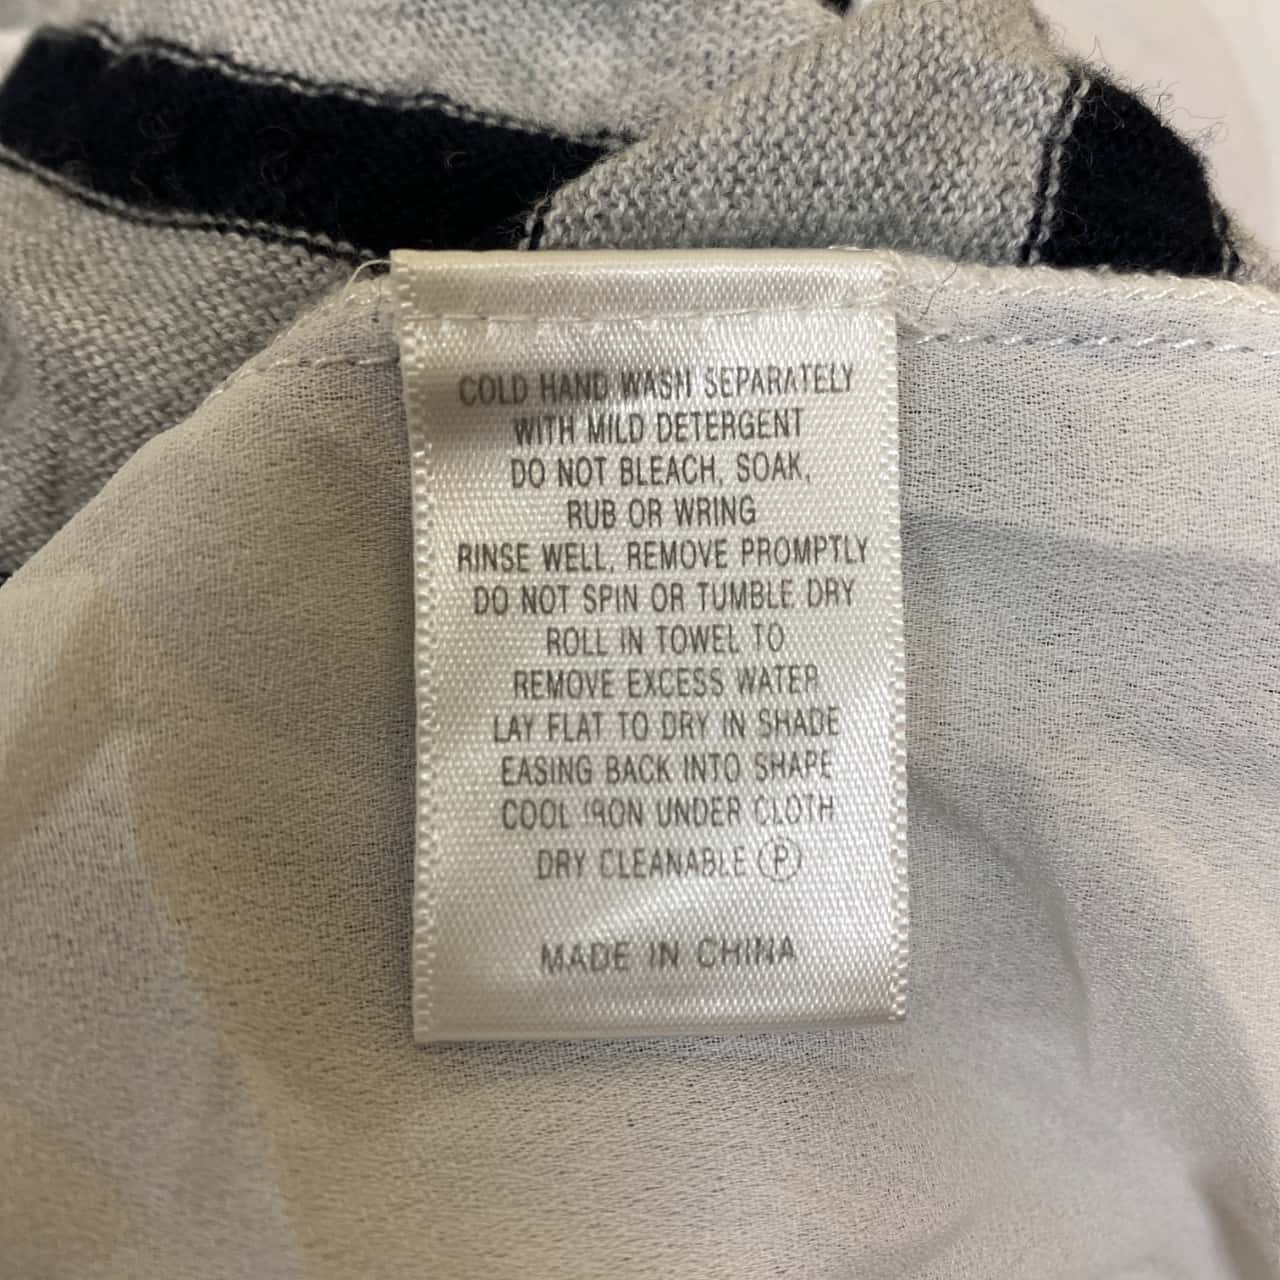 COLD HAND WASH SEPARATELY
WITH MILD DETERGENT
DO NOT BLEACH, SOAK,
RUB OR WRING
RINSE WELL, REMOVE PROMPTLY
DO NOT SPIN OR TUMBLE DRY
ROLL IN TOWEL TO
REMOVE EXCESS WATER
LAY FLAT TO DRY IN SHADE
EASING BACK INTO SHAPE
COOL IRON UNDER CLOTH
DRY CLEANABLE Ⓟ
MADE IN CHINA